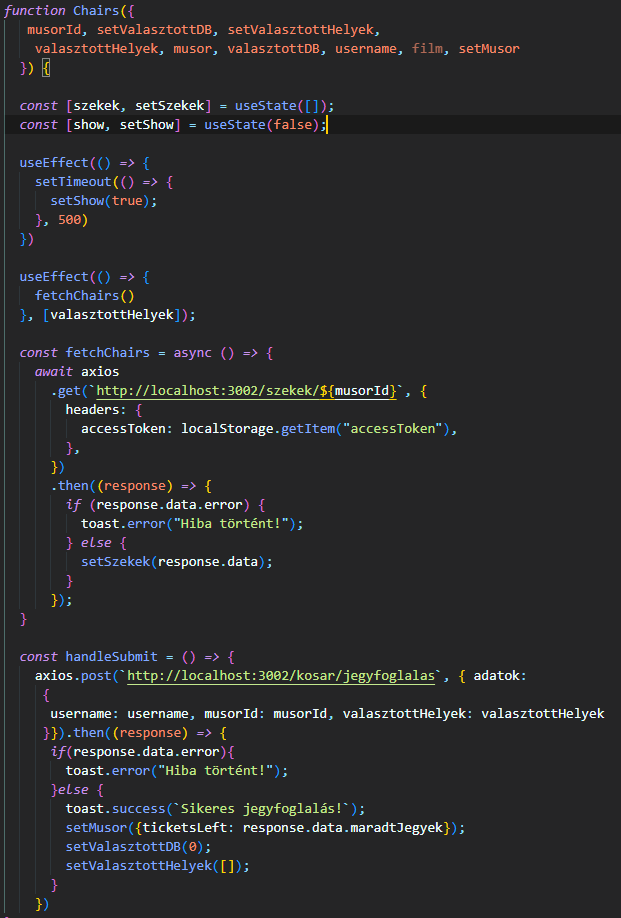 function Chairs({
musorId, setValasztottDB, setValasztottHelyek,
valasztottHelyek, musor, valasztottDB, username, film, setMusor
}) {
const [szekek, setSzekek] = useState([]);
const [show, setShow] = useState(false);
useEffect(() => {
setTimeout(() => {
setShow(true);
}, 500)
})
useEffect(() => {
fetchChairs()
}, [valasztottHelyek]);
const fetchChairs = async () => {
await axios
.get(`http://localhost:3002/szekek/${musorId}`, {
headers: {
accessToken: localStorage.getItem("accessToken"),
},
})
.then((response) => {
if (response.data.error) {
toast.error("Hiba történt!");
} else {
setSzekek(response.data);
}
});
}
const handleSubmit = () => {
axios.post(`http://localhost:3002/kosar/jegyfoglalas`, { adatok:
{
username: username, musorId: musorId, valasztottHelyek: valasztottHelyek
}}).then((response) => {
if(response.data.error){
toast.error("Hiba történt!");
}else {
toast.success(`Sikeres jegyfoglalás!`);
setMusor({ticketsLeft: response.data.maradtJegyek});
setValasztottDB(0);
setValasztottHelyek([]);
}
})